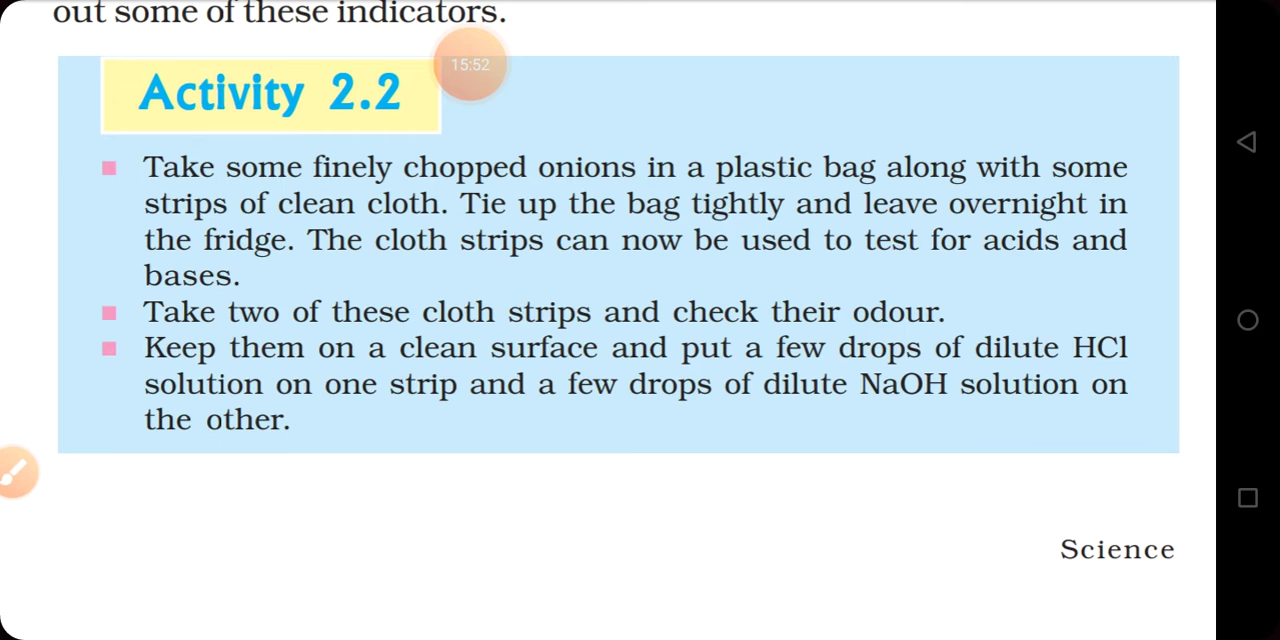 out some of these indicators.
15:52
Activity 2.2
Take some finely chopped onions in a plastic bag along with some
strips of clean cloth. Tie up the bag tightly and leave overnight in
the fridge. The cloth strips can now be used to test for acids and
bases.
Take two of these cloth strips and check their odour.
Keep them on a clean surface and put a few drops of dilute HCl
solution on one strip and a few drops of dilute NaOH solution on
the other.
Science